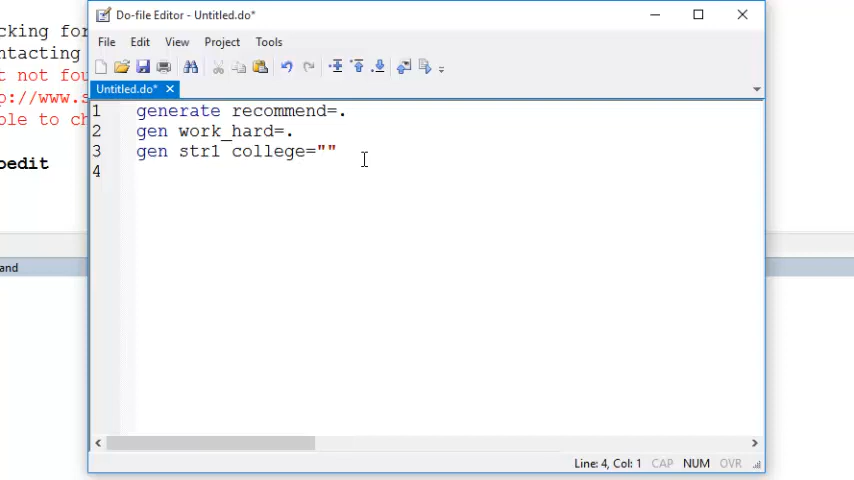 cking for
ntacting
t not fou
p://www.s
ble to ch
oedit
and
Do-file Editor - Untitled.do*
File Edit View Project Tools
Untitled.do*
1 generate recommend=.
2 gen work_hard=.
3 gen str1 college=""
4
Line: 4, Col: 1 CAP NUM OVR